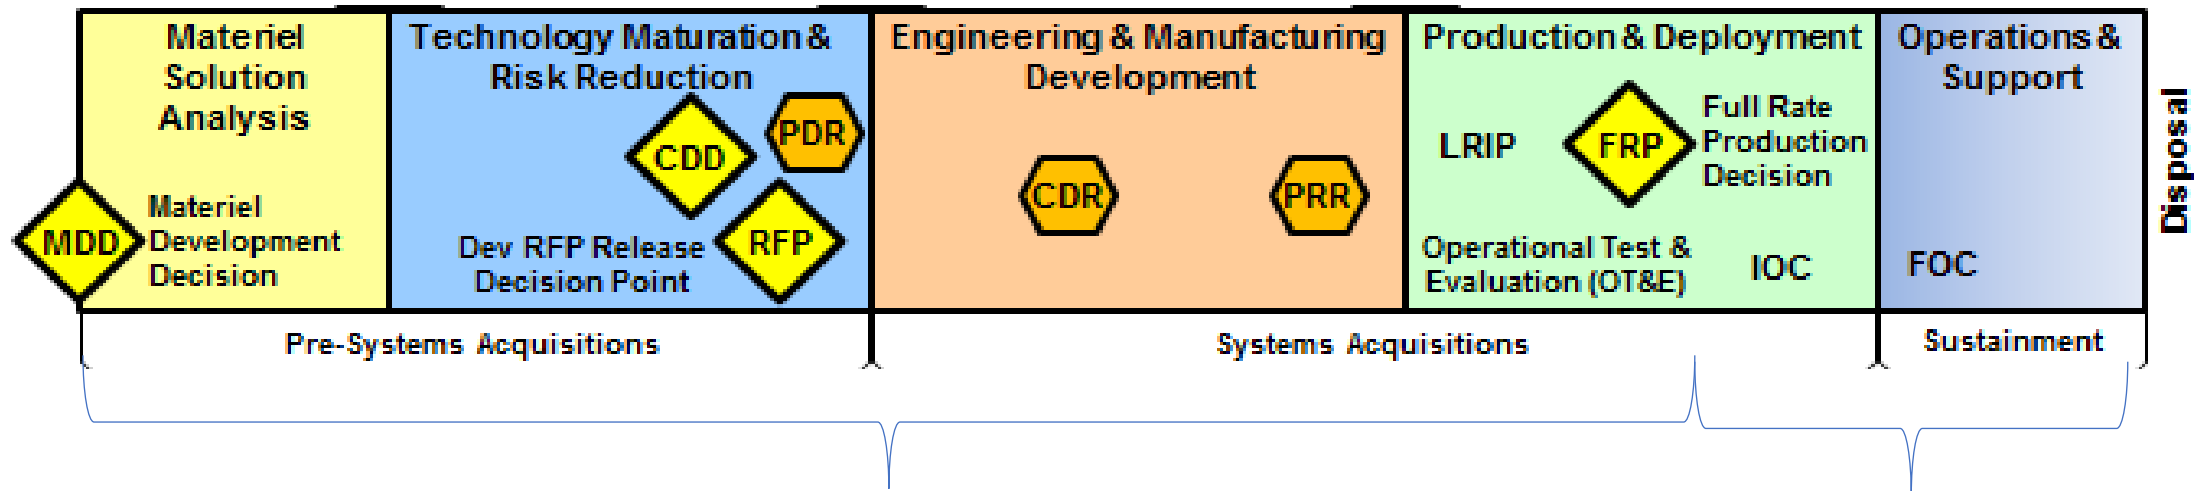 Materiel
Solution
Analysis
MDD
Materiel
Development
Decision
Technology Maturation &
Risk Reduction
CDD
PDR
Dev RFP Release
Decision Point
RFP
Engineering & Manufacturing
Development
CDR
PRR
Production & Deployment
LRIP
FRP
Full Rate
Production
Decision
Operational Test &
Evaluation (OT&E)
IOC
Operations &
Support
FOC
Disposal
Pre-Systems Acquisitions
Systems Acquisitions
Sustainment